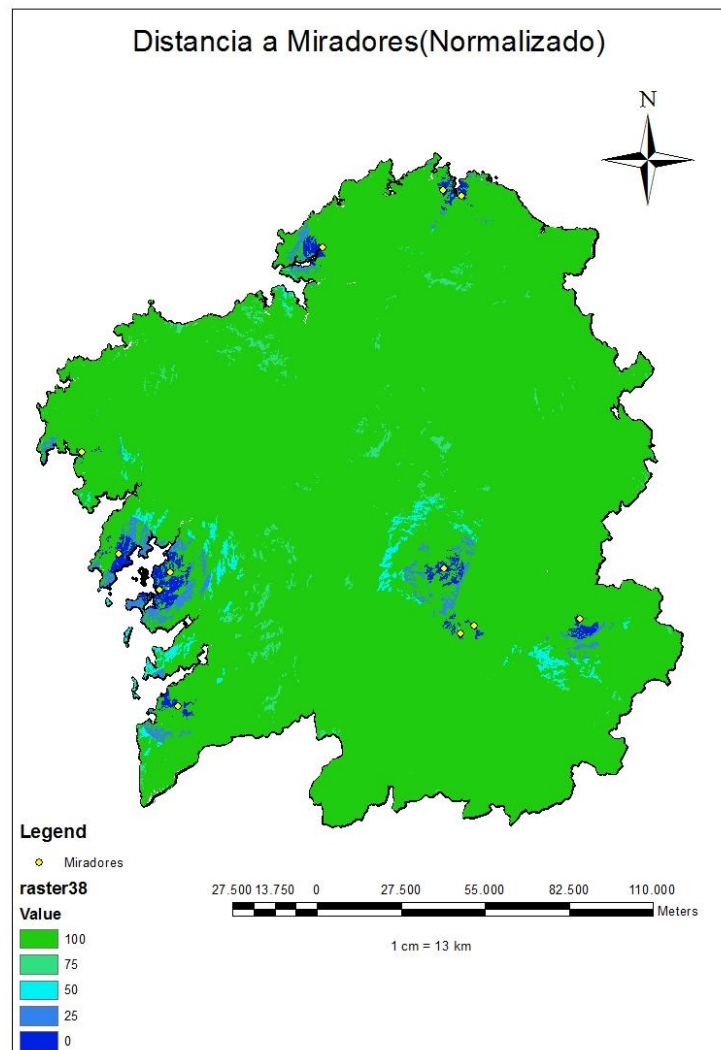 Distancia a Miradores(Normalizado)
N
Legend
Miradores
raster38
Value
100
75
50
25
0
27.500 13.750 0 27.500 55.000 82.500 110.000
Meters
1 cm = 13 km